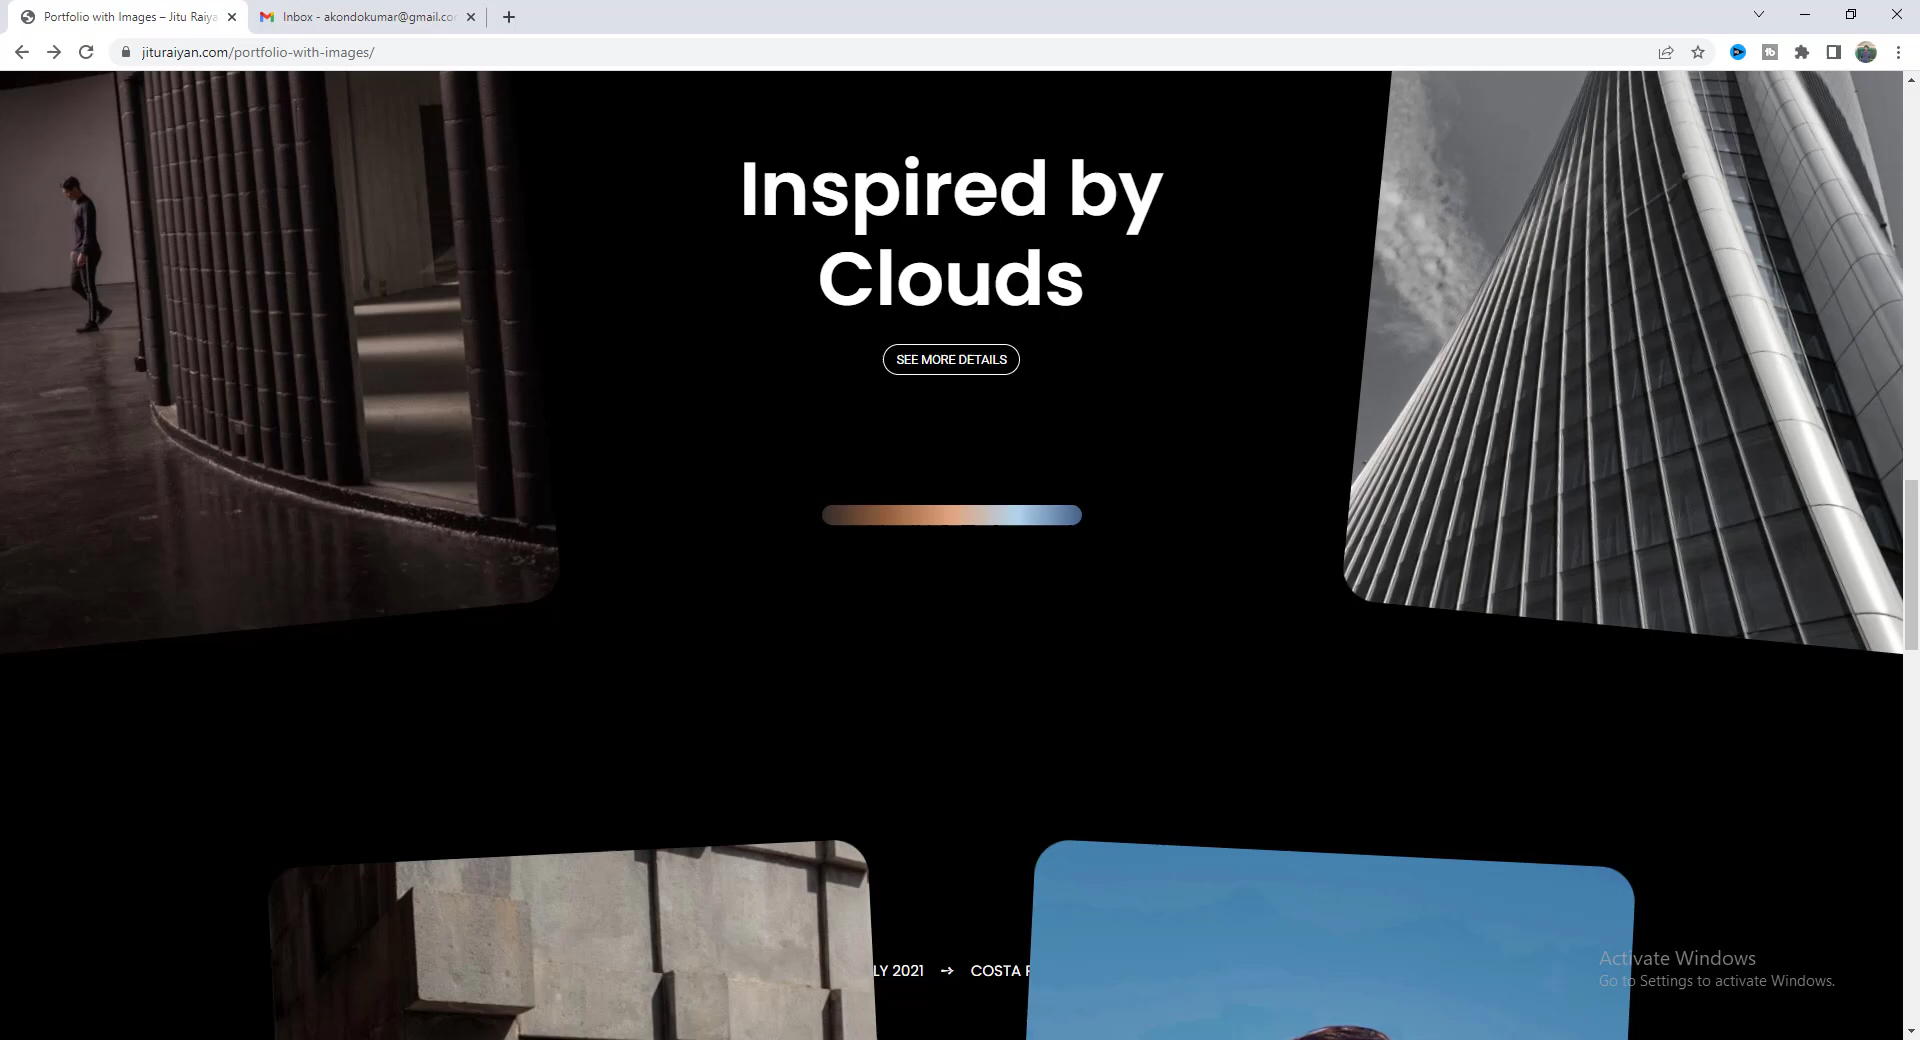 Portfolio with Images – Jitu Raiya
Inbox - akondokumar@gmail.co
jituraiyan.com/portfolio-with-images/
Inspired by
Clouds
SEE MORE DETAILS
LY 2021 → COSTA
Activate Windows
Go to Settings to activate Windows.